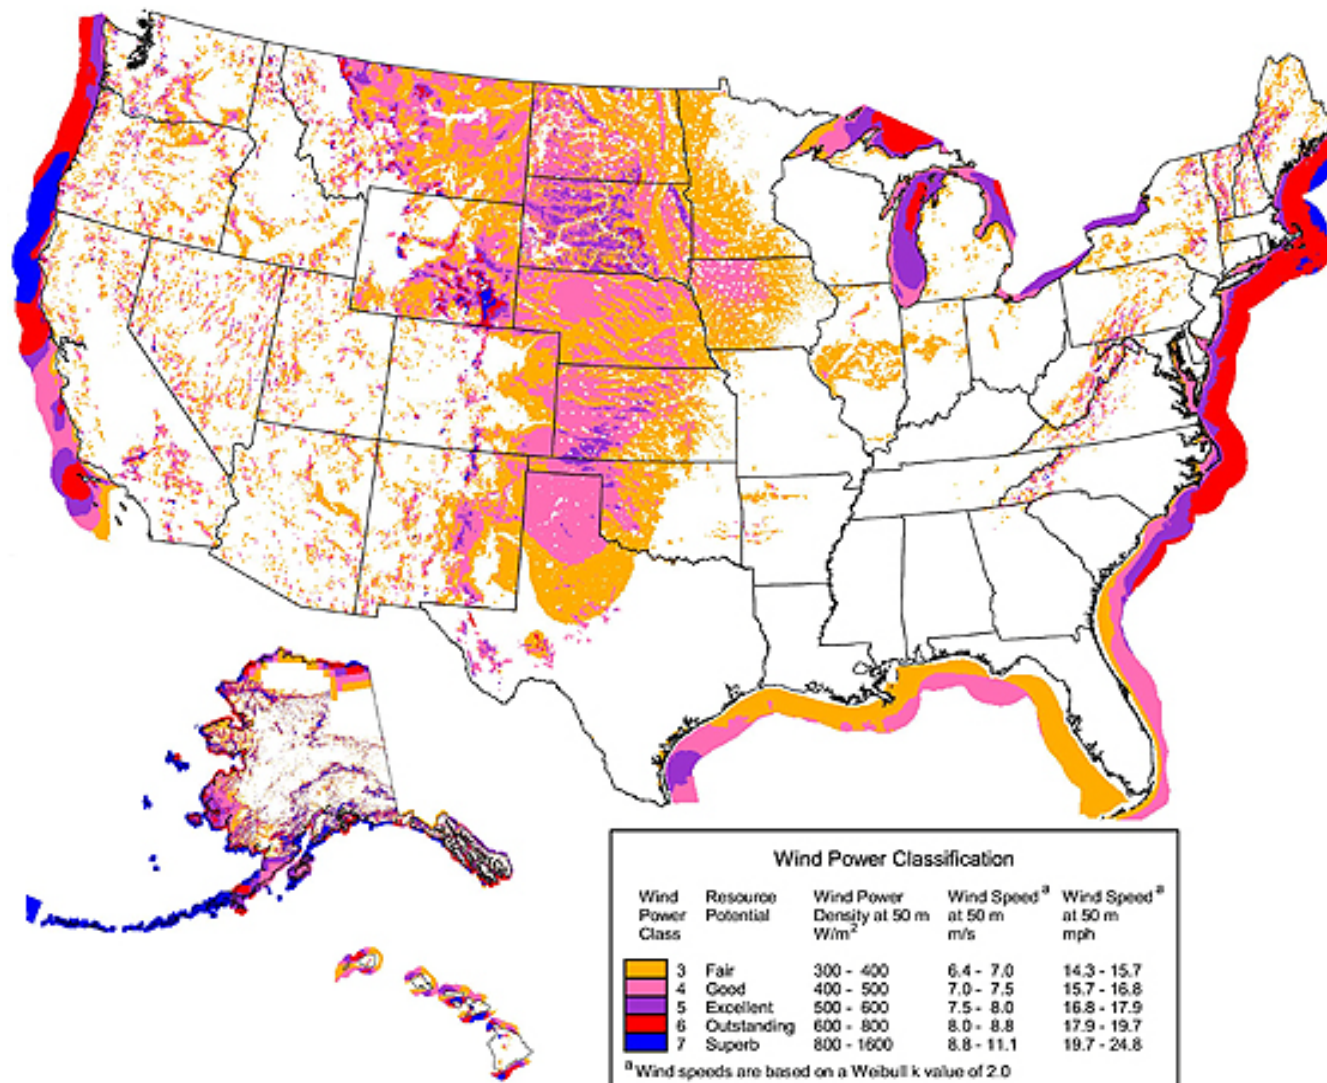 Wind Power Classification
Wind Resource Wind Power Wind Speed a Wind Speed a
Power Potential Density at 50 m at 50 m at 50 m
Class W/m2 m/s mph
3 Fair 300 - 400 6.4 - 7.0 14.3 - 15.7
4 Good 400 - 500 7.0 - 7.5 15.7 - 16.8
5 Excellent 500 - 600 7.5 - 8.0 16.8 - 17.9
6 Outstanding 600 - 800 8.0 - 8.8 17.9 - 19.7
7 Superb 800 - 1600 8.8 - 11.1 19.7 - 24.8
a Wind speeds are based on a Weibull k value of 2.0